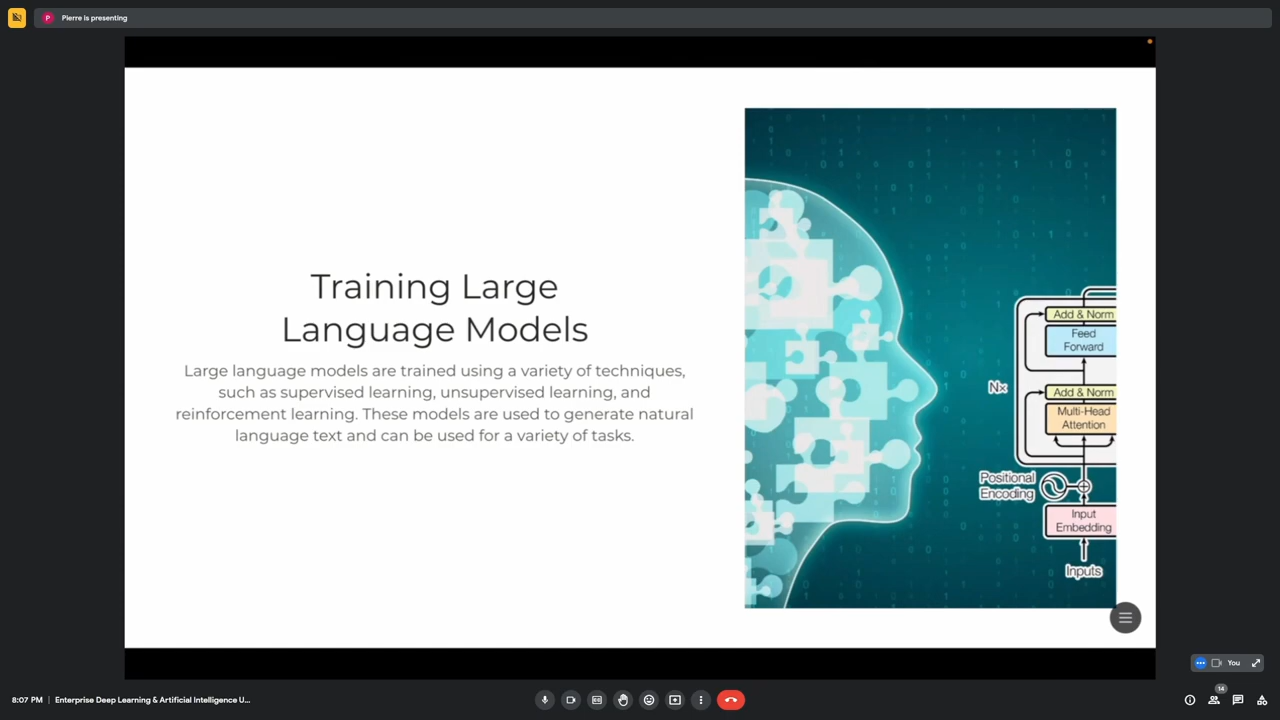 P Pierre is presenting
Training Large
Language Models
Large language models are trained using a variety of techniques,
such as supervised learning, unsupervised learning, and
reinforcement learning. These models are used to generate natural
language text and can be used for a variety of tasks.
Add & Norm
Feed
Forward
Nx
Add & Norm
Multi-Head
Attention
Positional
Encoding
Input
Embedding
Inputs
You
8:07 PM | Enterprise Deep Learning & Artificial Intelligence U...
14